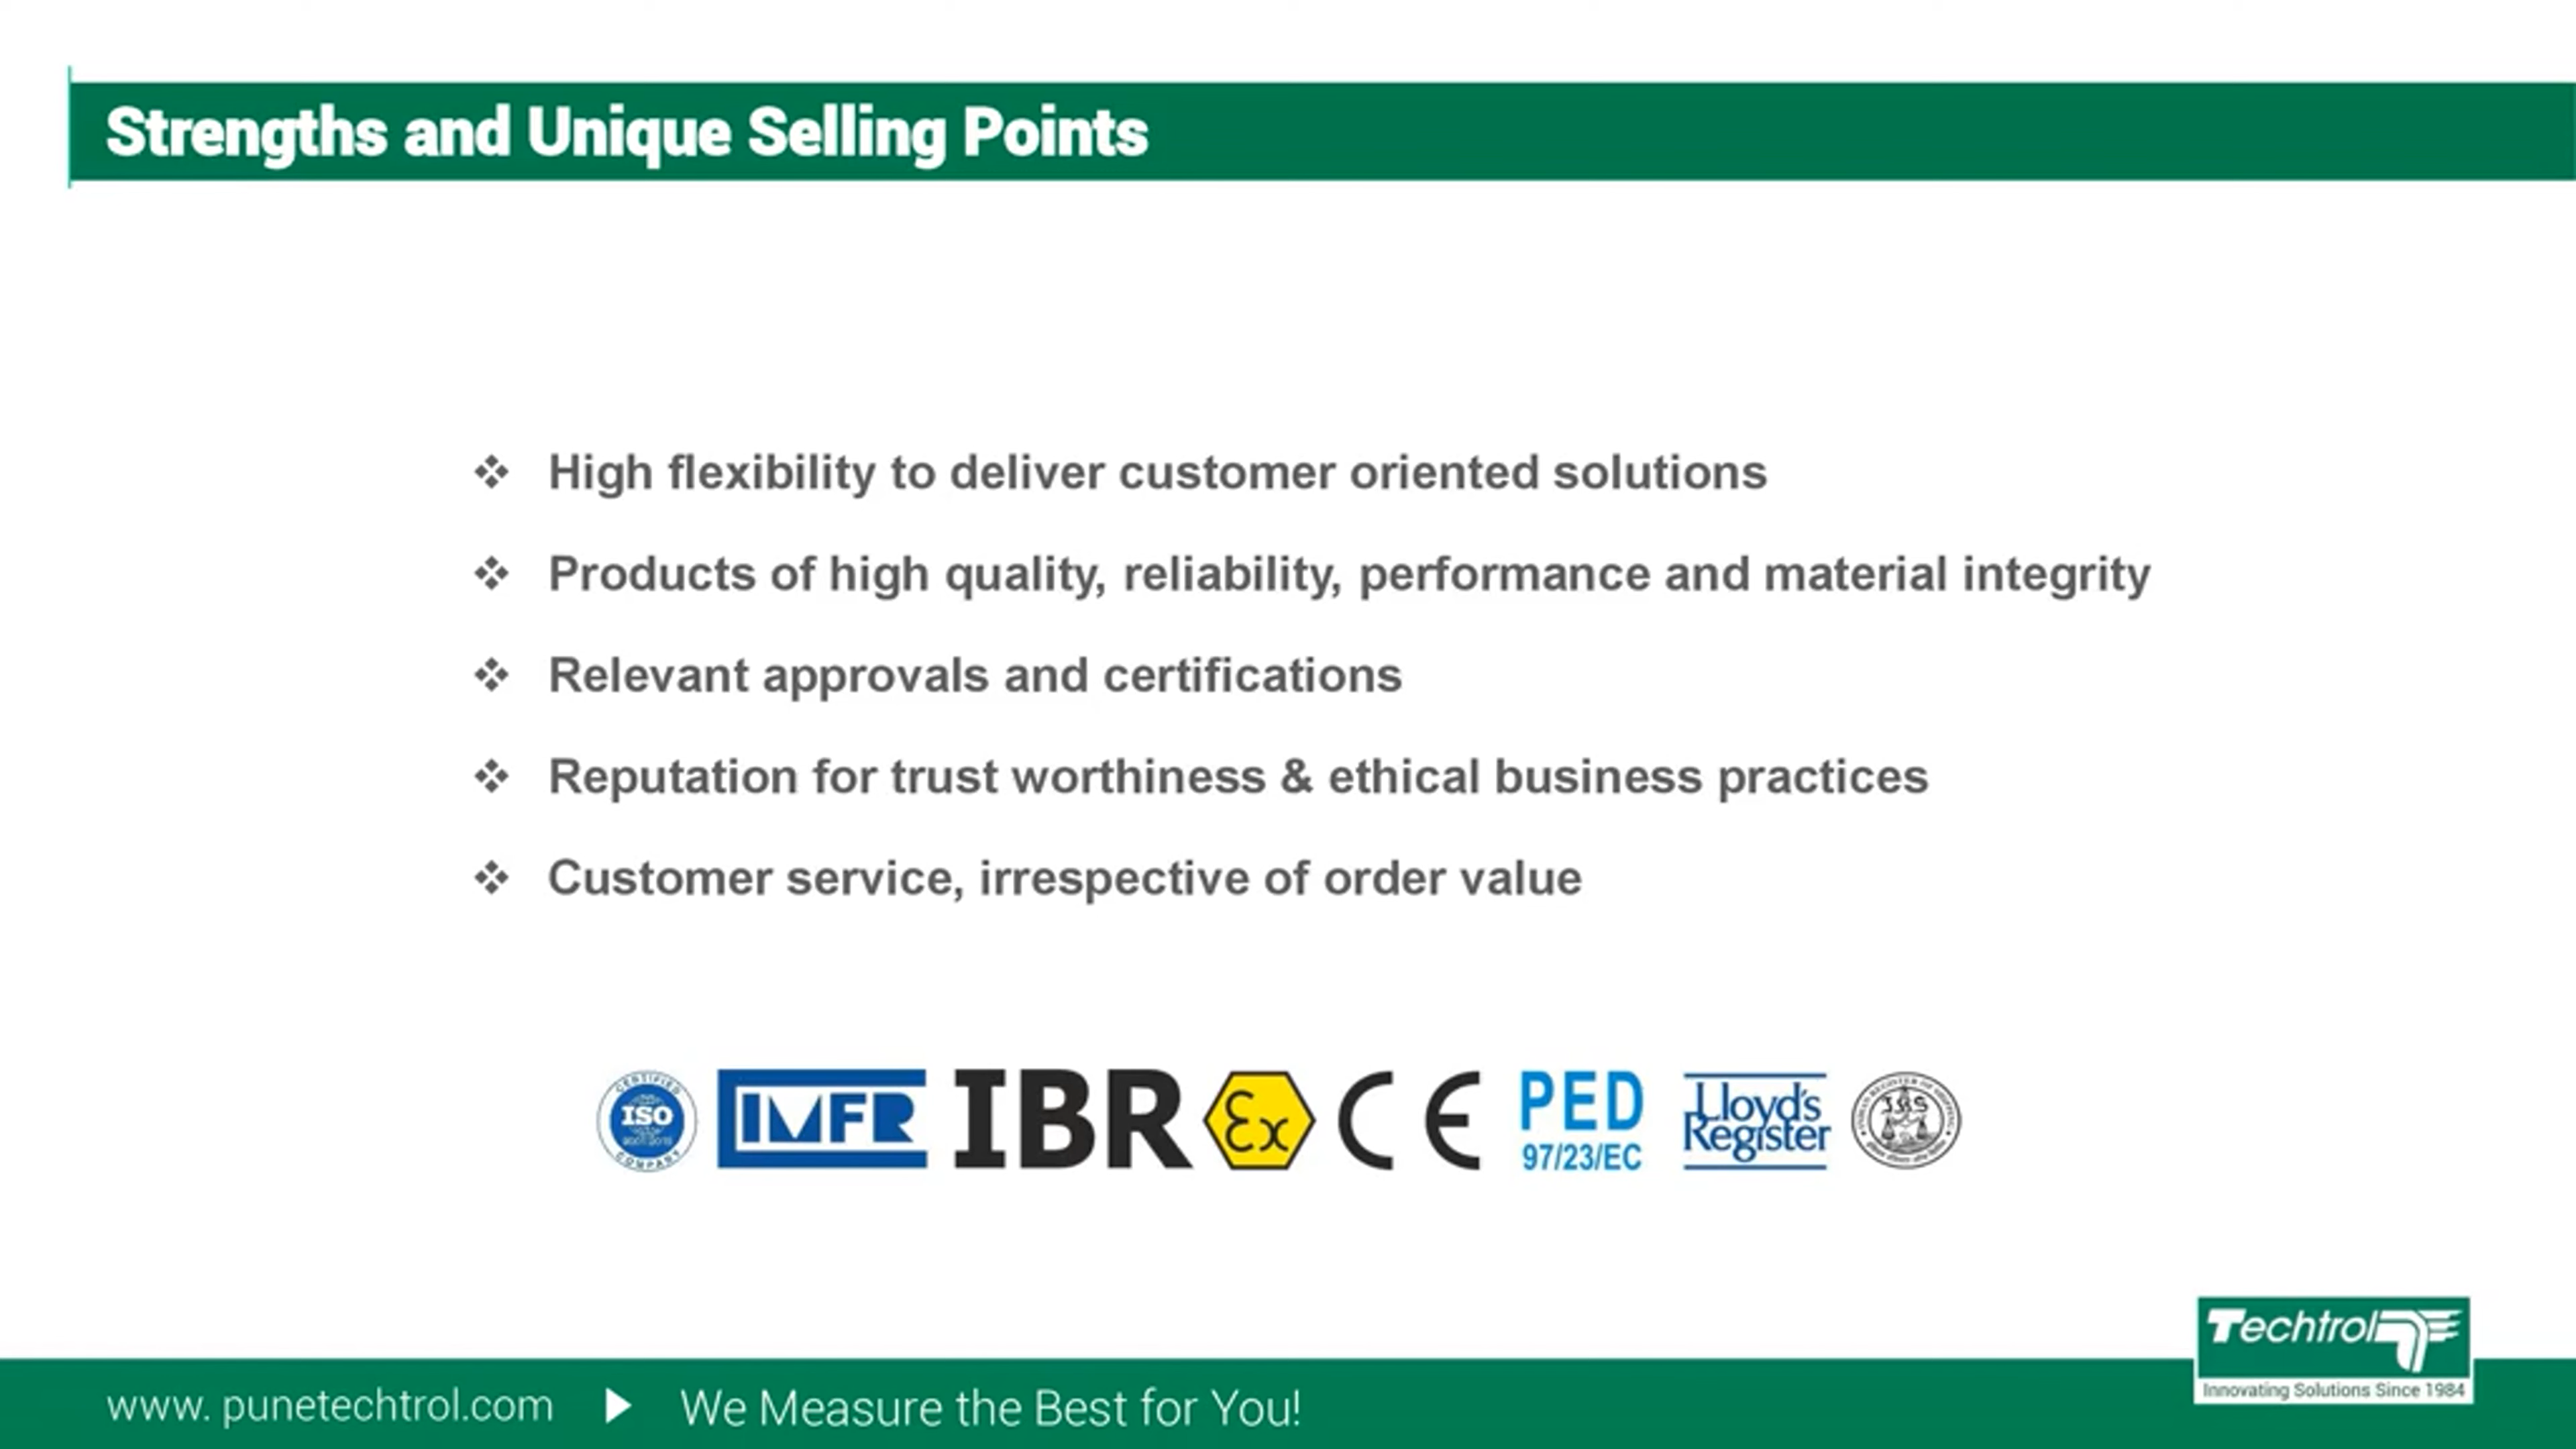 Strengths and Unique Selling Points
❖ High flexibility to deliver customer oriented solutions
❖ Products of high quality, reliability, performance and material integrity
❖ Relevant approvals and certifications
❖ Reputation for trust worthiness & ethical business practices
❖ Customer service, irrespective of order value
CERTIFIED
ISO
COMPANY
IMFR
IBR
Ex
CE
PED
97/23/EC
Lloyd's
Register
IRS
Techtrol
Innovating Solutions Since 1984
www. punetechtrol.com
We Measure the Best for You!